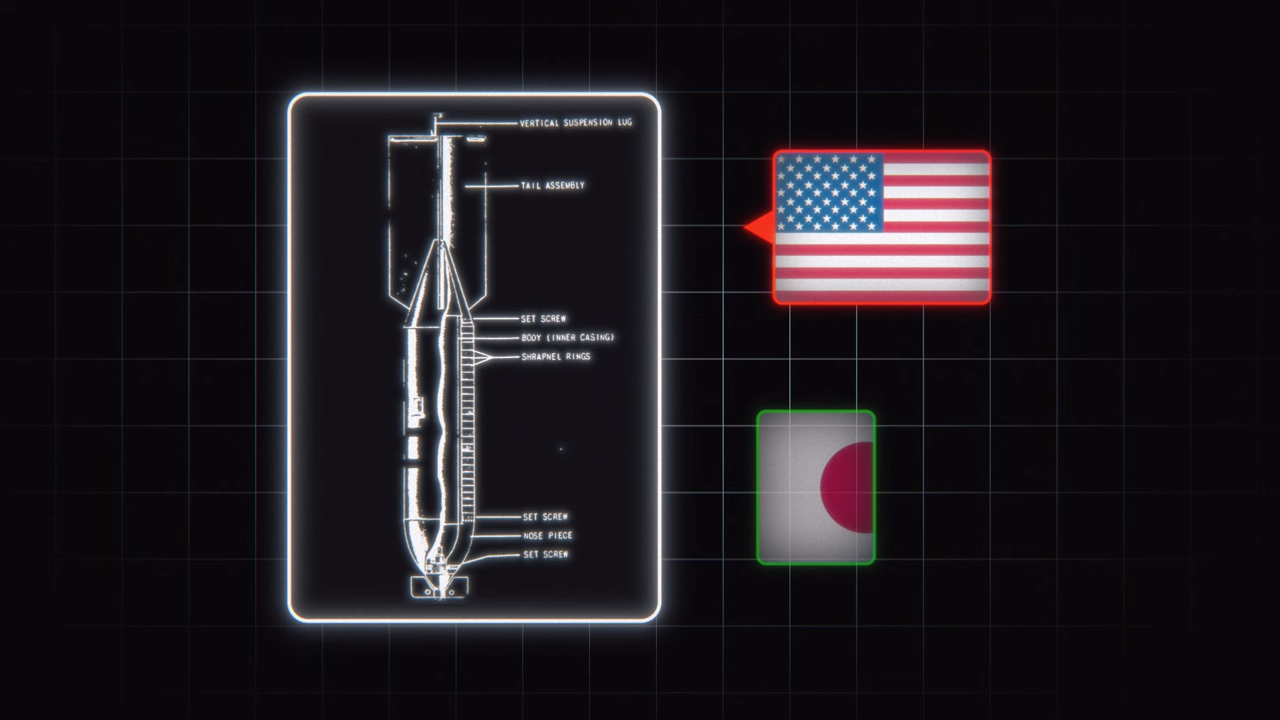 VERTICAL SUSPENSION LUG
TAIL ASSEMBLY
SET SCREW
BODY (INNER CASING)
SHRAPNEL RINGS
SET SCREW
NOSE PIECE
SET SCREW